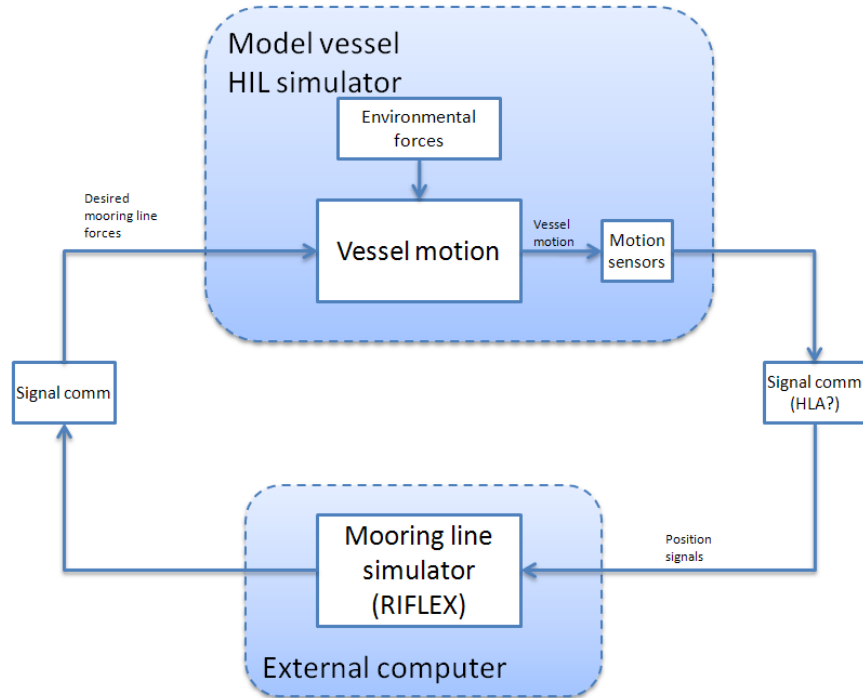 Model vessel
HIL simulator
Environmental
forces
Desired
mooring line
forces
Vessel motion
Vessel
motion
Motion
sensors
Signal comm
Signal comm
(HLA?)
Mooring line
simulator
(RIFLEX)
Position
signals
External computer